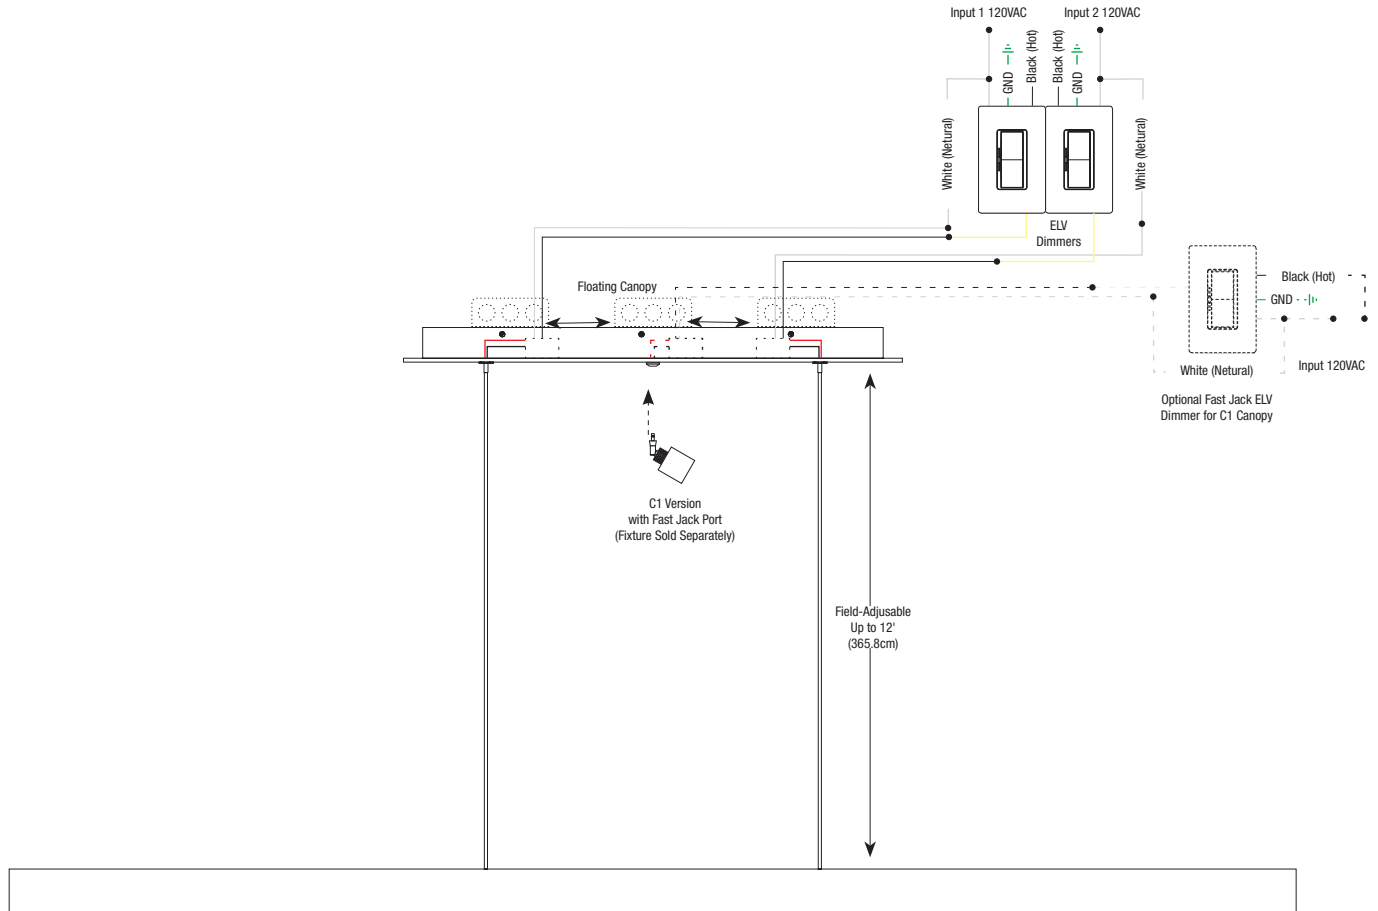 Input 1 120VAC
Input 2 120VAC
GND
Black (Hot)
Black (Hot)
GND
White (Netural)
White (Netural)
ELV
Dimmers
Floating Canopy
Black (Hot)
GND
White (Netural)
Input 120VAC
Optional Fast Jack ELV
Dimmer for C1 Canopy
C1 Version
with Fast Jack Port
(Fixture Sold Separately)
Field-Adjusable
Up to 12'
(365.8cm)